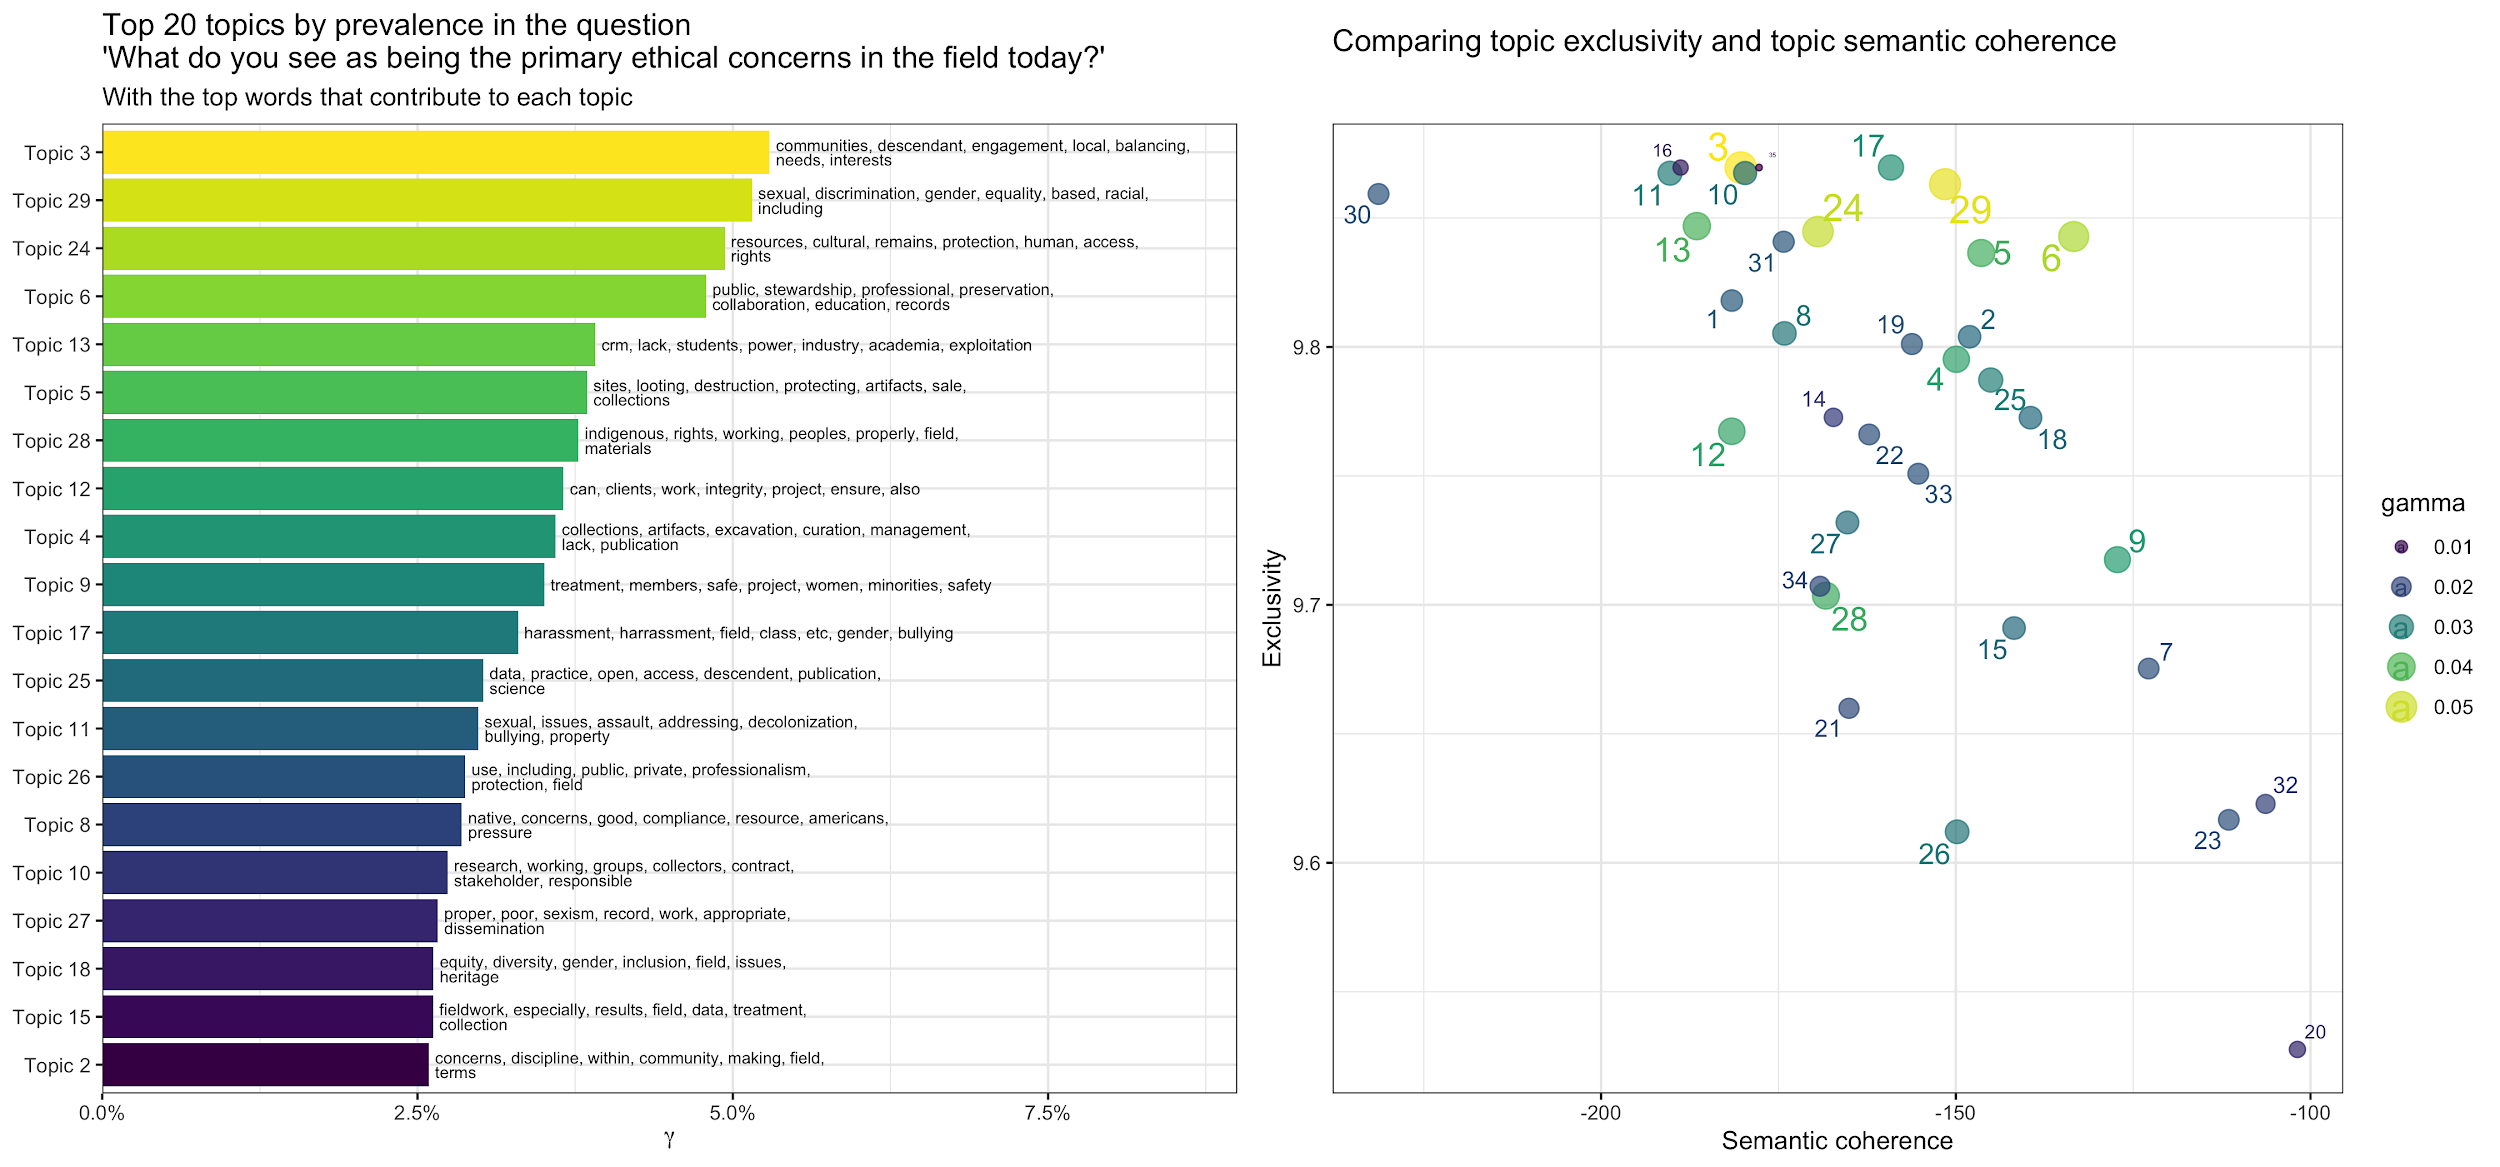 Top 20 topics by prevalence in the question
'What do you see as being the primary ethical concerns in the field today?'
With the top words that contribute to each topic
Topic 3
communities, descendant, engagement, local, balancing,
needs, interests
Topic 29
sexual, discrimination, gender, equality, based, racial,
including
Topic 24
resources, cultural, remains, protection, human, access,
rights
Topic 6
public, stewardship, professional, preservation,
collaboration, education, records
Topic 13
crm, lack, students, power, industry, academia, exploitation
Topic 5
sites, looting, destruction, protecting, artifacts, sale,
collections
Topic 28
indigenous, rights, working, peoples, properly, field,
materials
Topic 12
can, clients, work, integrity, project, ensure, also
Topic 4
collections, artifacts, excavation, curation, management,
lack, publication
Topic 9
treatment, members, safe, project, women, minorities, safety
Topic 17
harassment, harrassment, field, class, etc, gender, bullying
Topic 25
data, practice, open, access, descendent, publication,
science
Topic 11
sexual, issues, assault, addressing, decolonization,
bullying, property
Topic 26
use, including, public, private, professionalism,
protection, field
Topic 8
native, concerns, good, compliance, resource, americans,
pressure
Topic 10
research, working, groups, collectors, contract,
stakeholder, responsible
Topic 27
proper, poor, sexism, record, work, appropriate,
dissemination
Topic 18
equity, diversity, gender, inclusion, field, issues,
heritage
Topic 15
fieldwork, especially, results, field, data, treatment,
collection
Topic 2
concerns, discipline, within, community, making, field,
terms
0.0%
2.5%
5.0%
7.5%
γ
Comparing topic exclusivity and topic semantic coherence
Exclusivity
9.8
9.7
9.6
16
3
35
17
11
10
30
24
29
13
31
5
6
1
8
19
2
4
14
25
12
18
22
33
27
9
34
28
15
7
21
32
23
26
20
-200
-150
-100
Semantic coherence
gamma
a 0.01
a 0.02
a 0.03
a 0.04
a 0.05